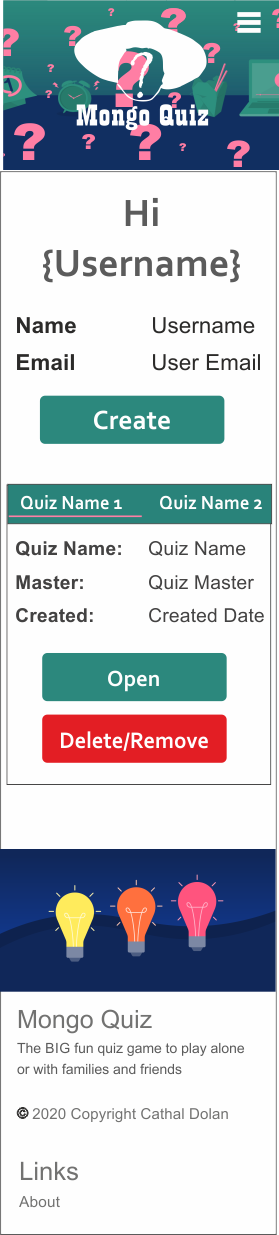 Mongo Quiz
Hi
{Username}
Name Username
Email User Email
Create
Quiz Name 1 Quiz Name 2
Quiz Name: Quiz Name
Master: Quiz Master
Created: Created Date
Open
Delete/Remove
Mongo Quiz
The BIG fun quiz game to play alone
or with families and friends
© 2020 Copyright Cathal Dolan
Links
About